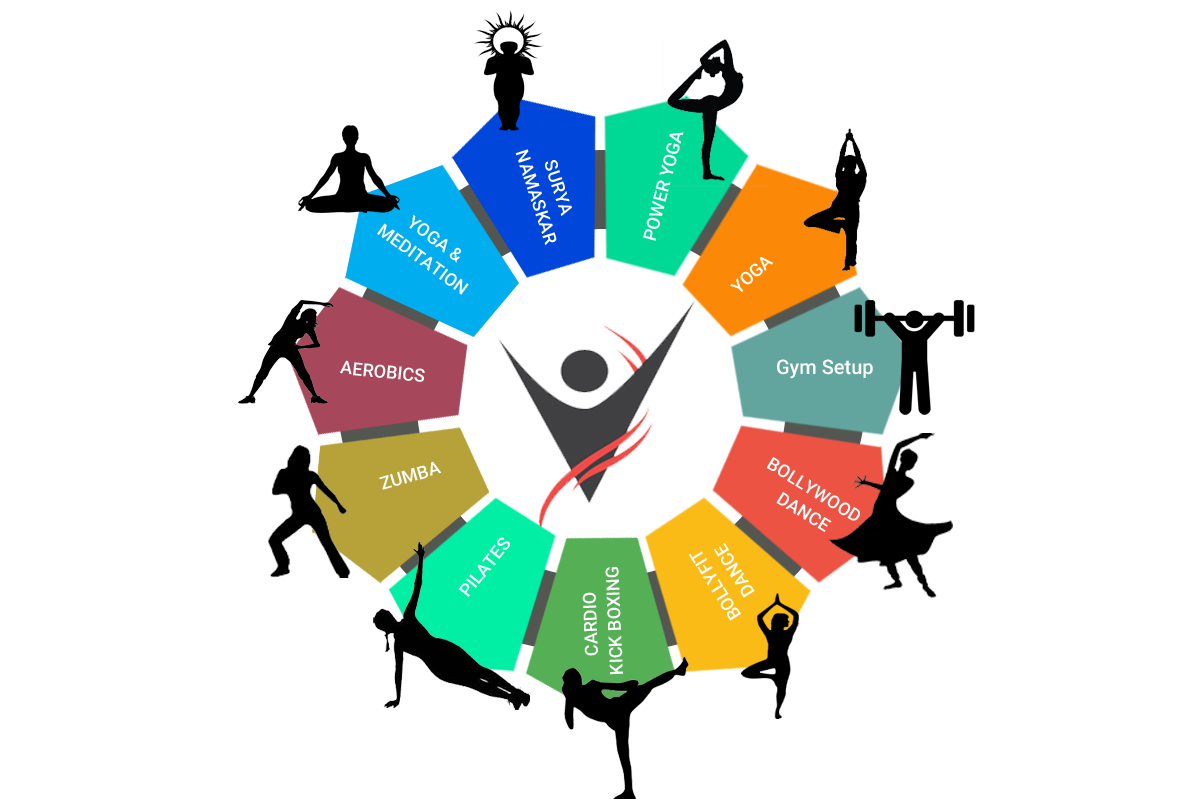 SURYA
NAMASKAR
POWER YOGA
YOGA
Gym Setup
BOLLYWOOD
DANCE
BOLLYFIT
DANCE
CARDIO
KICK BOXING
PILATES
ZUMBA
AEROBICS
YOGA &
MEDITATION